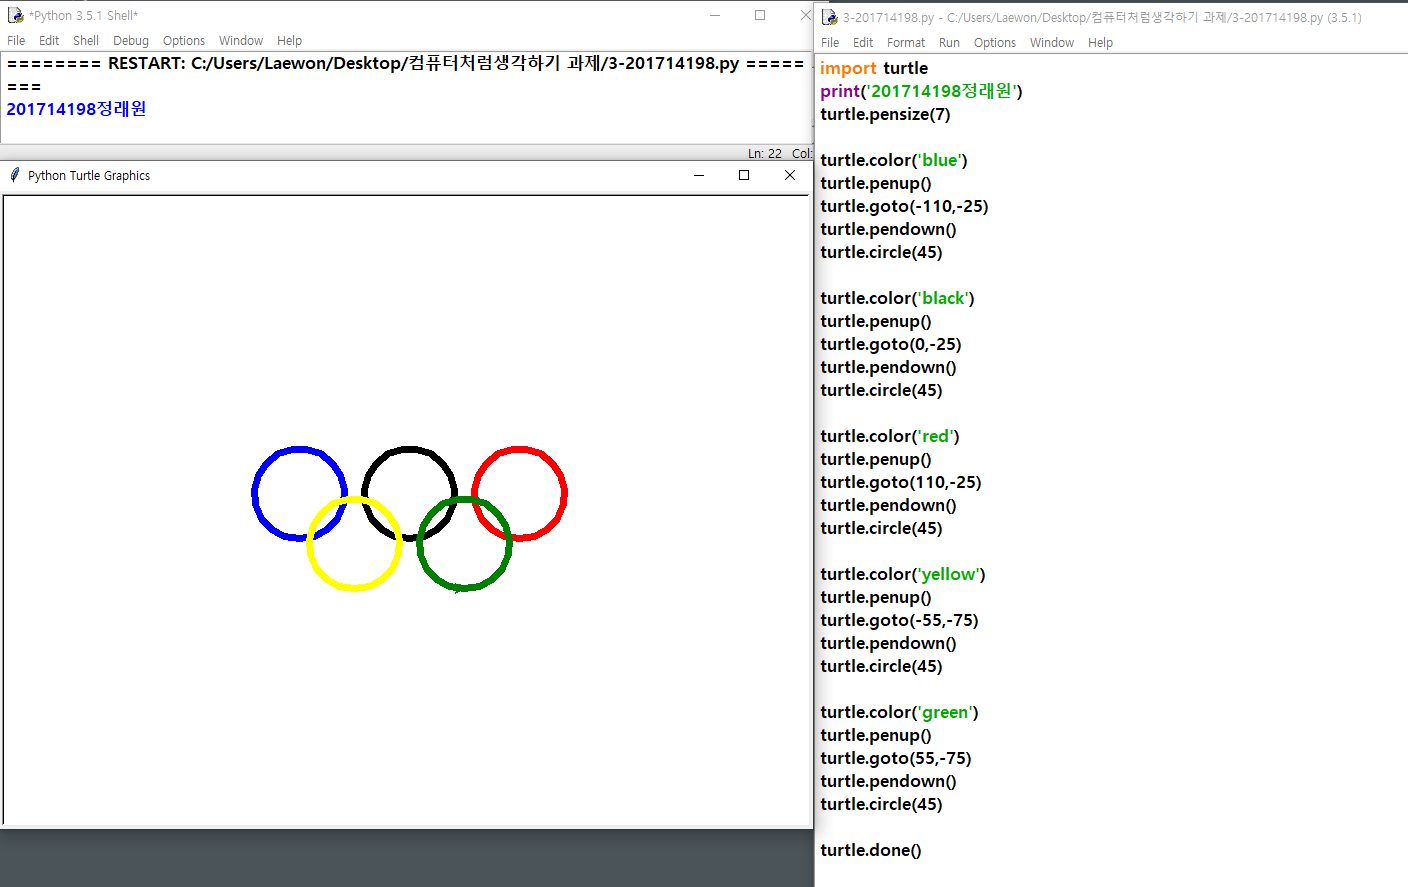 *Python 3.5.1 Shell*
File Edit Shell Debug Options Window Help
======== RESTART: C:/Users/Laewon/Desktop/컴퓨터처럼생각하기 과제/3-201714198.py =====
===
201714198정래원
Ln: 22 Col:
Python Turtle Graphics
3-201714198.py - C:/Users/Laewon/Desktop/컴퓨터처럼생각하기 과제/3-201714198.py (3.5.1)
File Edit Format Run Options Window Help
import turtle
print('201714198정래원')
turtle.pensize(7)
turtle.color('blue')
turtle.penup()
turtle.goto(-110,-25)
turtle.pendown()
turtle.circle(45)
turtle.color('black')
turtle.penup()
turtle.goto(0,-25)
turtle.pendown()
turtle.circle(45)
turtle.color('red')
turtle.penup()
turtle.goto(110,-25)
turtle.pendown()
turtle.circle(45)
turtle.color('yellow')
turtle.penup()
turtle.goto(-55,-75)
turtle.pendown()
turtle.circle(45)
turtle.color('green')
turtle.penup()
turtle.goto(55,-75)
turtle.pendown()
turtle.circle(45)
turtle.done()